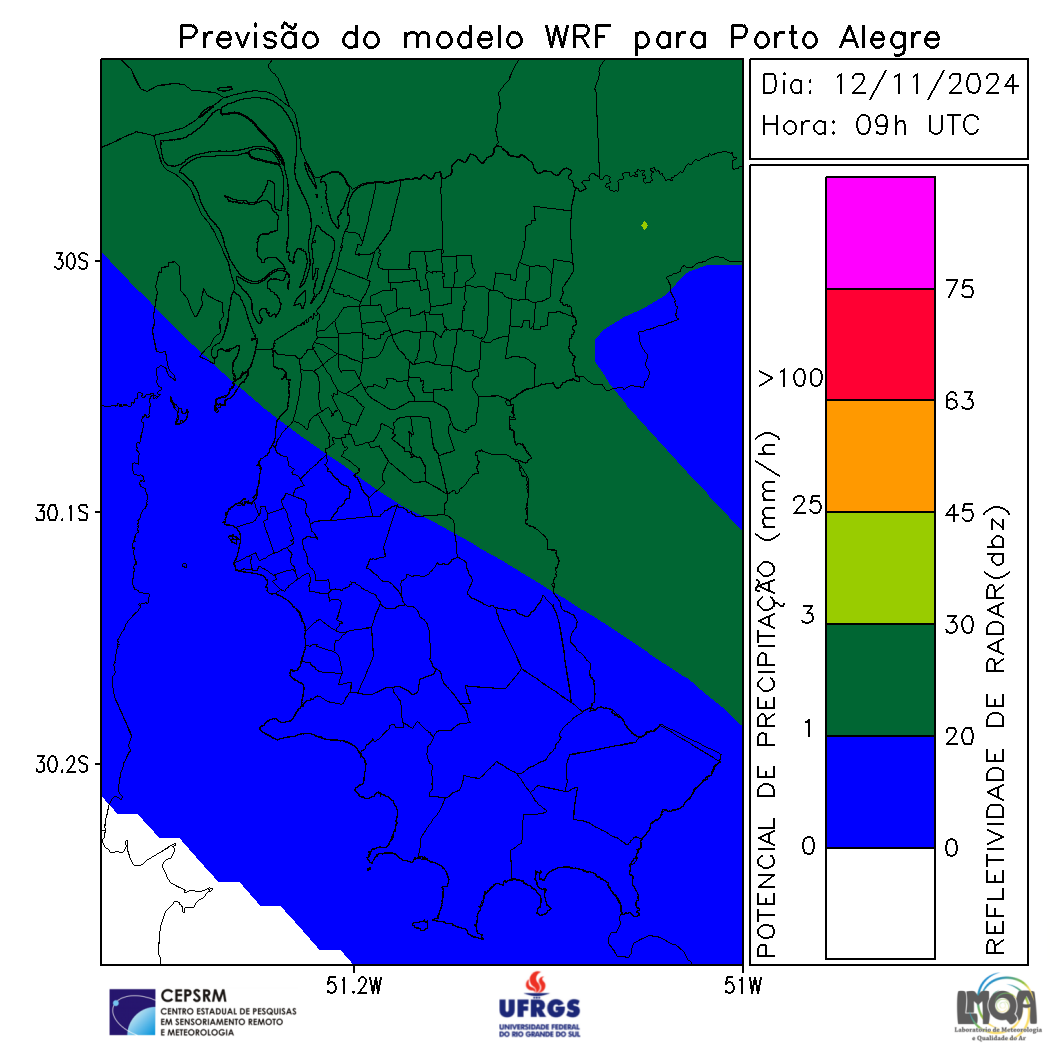 Previsão do modelo WRF para Porto Alegre
Dia: 12/11/2024
Hora: 09h UTC
30S
30.1S
30.2S
51.2W
51W
POTENCIAL DE PRECIPITAÇÃO (mm/h)
>100
25
3
1
0
75
63
45
30
20
0
REFLETIVIDADE DE RADAR(dbz)
CEPSRM
CENTRO ESTADUAL DE PESQUISAS
EM SENSORIAMENTO REMOTO
E METEOROLOGIA
UFRGS
UNIVERSIDADE FEDERAL
DO RIO GRANDE DO SUL
LMQA
Laboratório de Meteorologia
e Qualidade do Ar